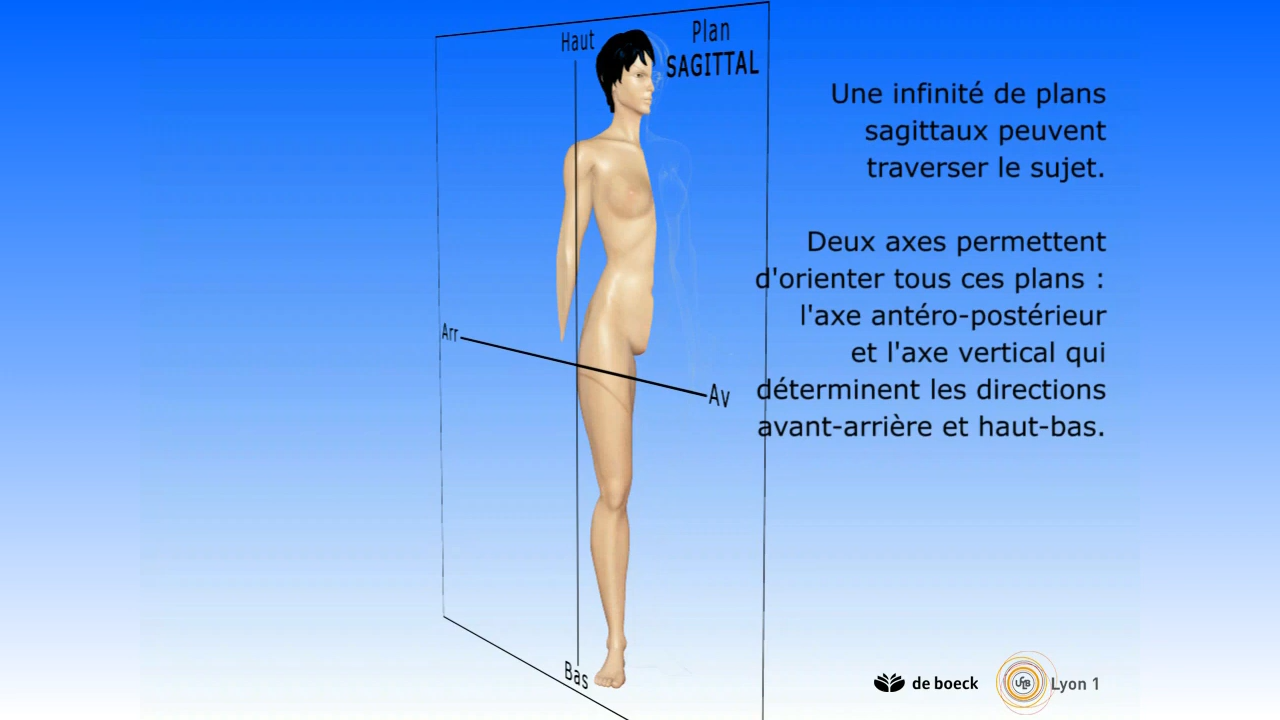 Haut
Plan
SAGITTAL
Une infinité de plans
sagittaux peuvent
traverser le sujet.
Deux axes permettent
d'orienter tous ces plans :
l'axe antéro-postérieur
et l'axe vertical qui
déterminent les directions
avant-arrière et haut-bas.
Arr
Av
Bas
de boeck
UCB Lyon 1